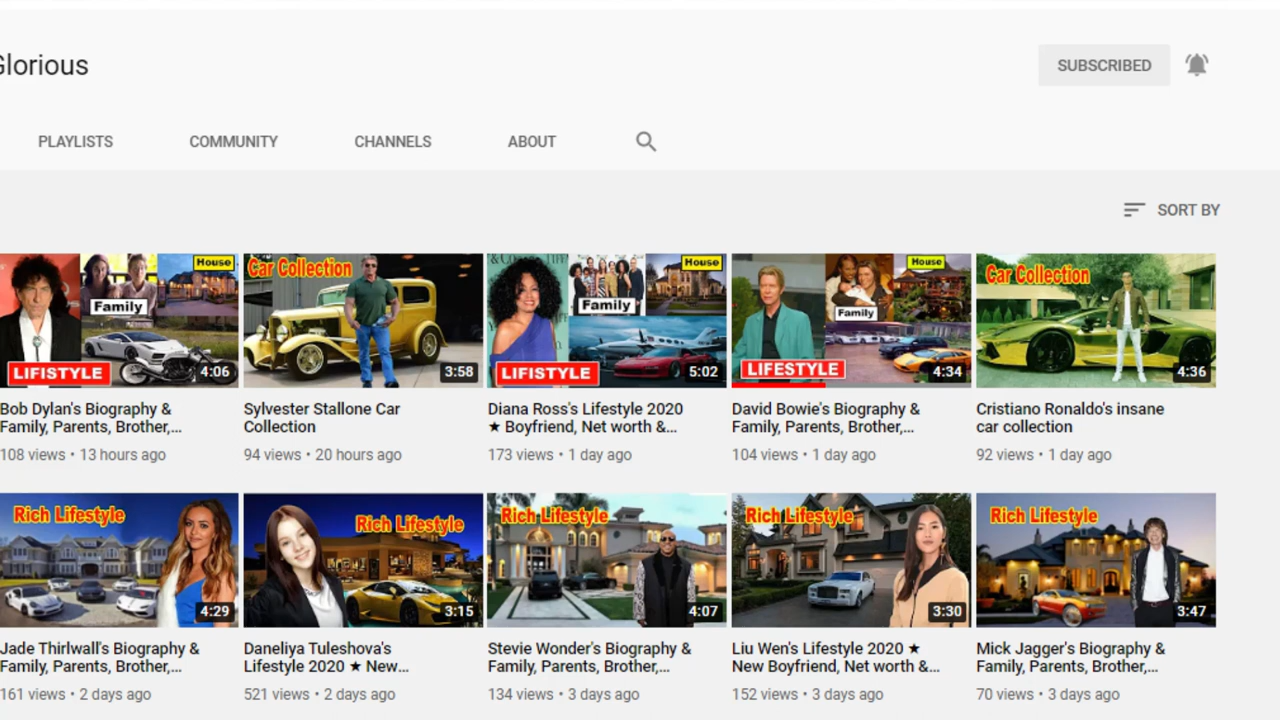 Glorious
SUBSCRIBED
PLAYLISTS
COMMUNITY
CHANNELS
ABOUT
SORT BY
House
Family
LIFISTYLE
4:06
Car Collection
3:58
House
Family
LIFISTYLE
5:02
House
Family
LIFESTYLE
4:34
Car Collection
4:36
Bob Dylan's Biography &
Family, Parents, Brother,...
108 views • 13 hours ago
Sylvester Stallone Car
Collection
94 views • 20 hours ago
Diana Ross's Lifestyle 2020
★ Boyfriend, Net worth &...
173 views • 1 day ago
David Bowie's Biography &
Family, Parents, Brother,...
104 views • 1 day ago
Cristiano Ronaldo's insane
car collection
92 views • 1 day ago
Rich Lifestyle
4:29
Rich Lifestyle
3:15
Rich Lifestyle
4:07
Rich Lifestyle
3:30
Rich Lifestyle
3:47
Jade Thirlwall's Biography &
Family, Parents, Brother,...
161 views • 2 days ago
Daneliya Tuleshova's
Lifestyle 2020 ★ New...
521 views • 2 days ago
Stevie Wonder's Biography &
Family, Parents, Brother,...
134 views • 3 days ago
Liu Wen's Lifestyle 2020 ★
New Boyfriend, Net worth &...
152 views • 3 days ago
Mick Jagger's Biography &
Family, Parents, Brother,...
70 views • 3 days ago